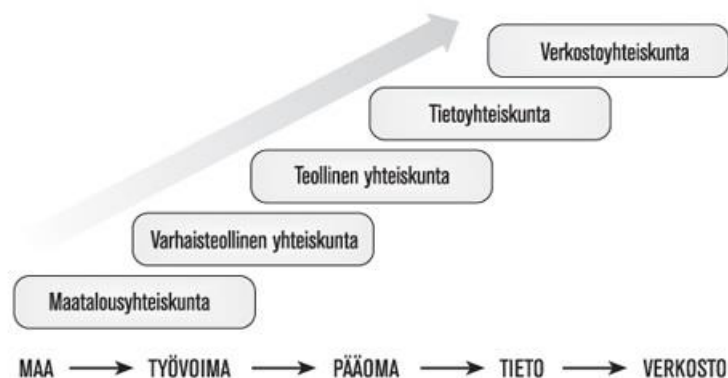 Verkostoyhteiskunta
Tietoyhteiskunta
Teollinen yhteiskunta
Varhaisteollinen yhteiskunta
Maatalousyhteiskunta
MAA → TYÖVOIMA → PÄÄOMA → TIETO → VERKOSTO